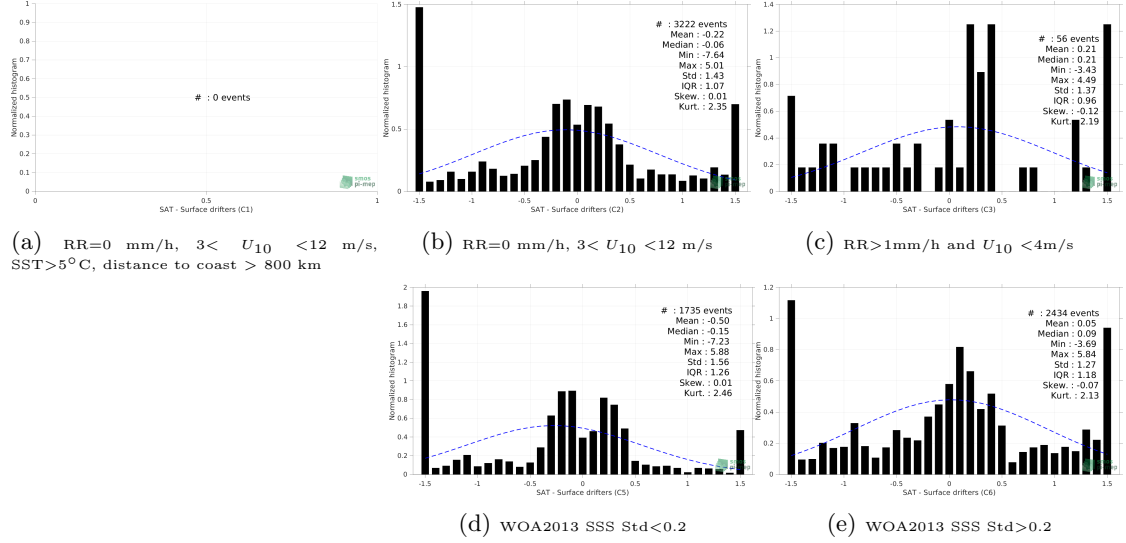 1
0.9
0.8
0.7
0.6
0.5
0.4
0.3
0.2
0.1
0
Normalized histogram
# : 0 events
smos
pi-mep
0 0.5 1
SAT - Surface drifters (C1)
(a) RR=0 mm/h, 3< U10 <12 m/s,
SST>5°C, distance to coast > 800 km
1.5
1
0.5
0
Normalized histogram
# : 3222 events
Mean : -0.22
Median : -0.06
Min : -7.64
Max : 5.01
Std : 1.43
IQR : 1.07
Skew. : 0.01
Kurt. : 2.35
smos
pi-mep
-1.5 -1 -0.5 0 0.5 1 1.5
SAT - Surface drifters (C2)
(b) RR=0 mm/h, 3< U10 <12 m/s
1.4
1.2
1
0.8
0.6
0.4
0.2
0
Normalized histogram
# : 56 events
Mean : 0.21
Median : 0.21
Min : -3.43
Max : 4.49
Std : 1.37
IQR : 0.96
Skew. : -0.12
Kurt. : 2.19
smos
pi-mep
-1.5 -1 -0.5 0 0.5 1 1.5
SAT - Surface drifters (C3)
(c) RR>1mm/h and U10 <4m/s
2
1.8
1.6
1.4
1.2
1
0.8
0.6
0.4
0.2
0
Normalized histogram
# : 1735 events
Mean : -0.50
Median : -0.15
Min : -7.23
Max : 5.88
Std : 1.56
IQR : 1.26
Skew. : 0.01
Kurt. : 2.46
smos
pi-mep
-1.5 -1 -0.5 0 0.5 1 1.5
SAT - Surface drifters (C5)
(d) WOA2013 SSS Std<0.2
1.2
1
0.8
0.6
0.4
0.2
0
Normalized histogram
# : 2434 events
Mean : 0.05
Median : 0.09
Min : -3.69
Max : 5.84
Std : 1.27
IQR : 1.18
Skew. : -0.07
Kurt. : 2.13
smos
pi-mep
-1.5 -1 -0.5 0 0.5 1 1.5
SAT - Surface drifters (C6)
(e) WOA2013 SSS Std>0.2